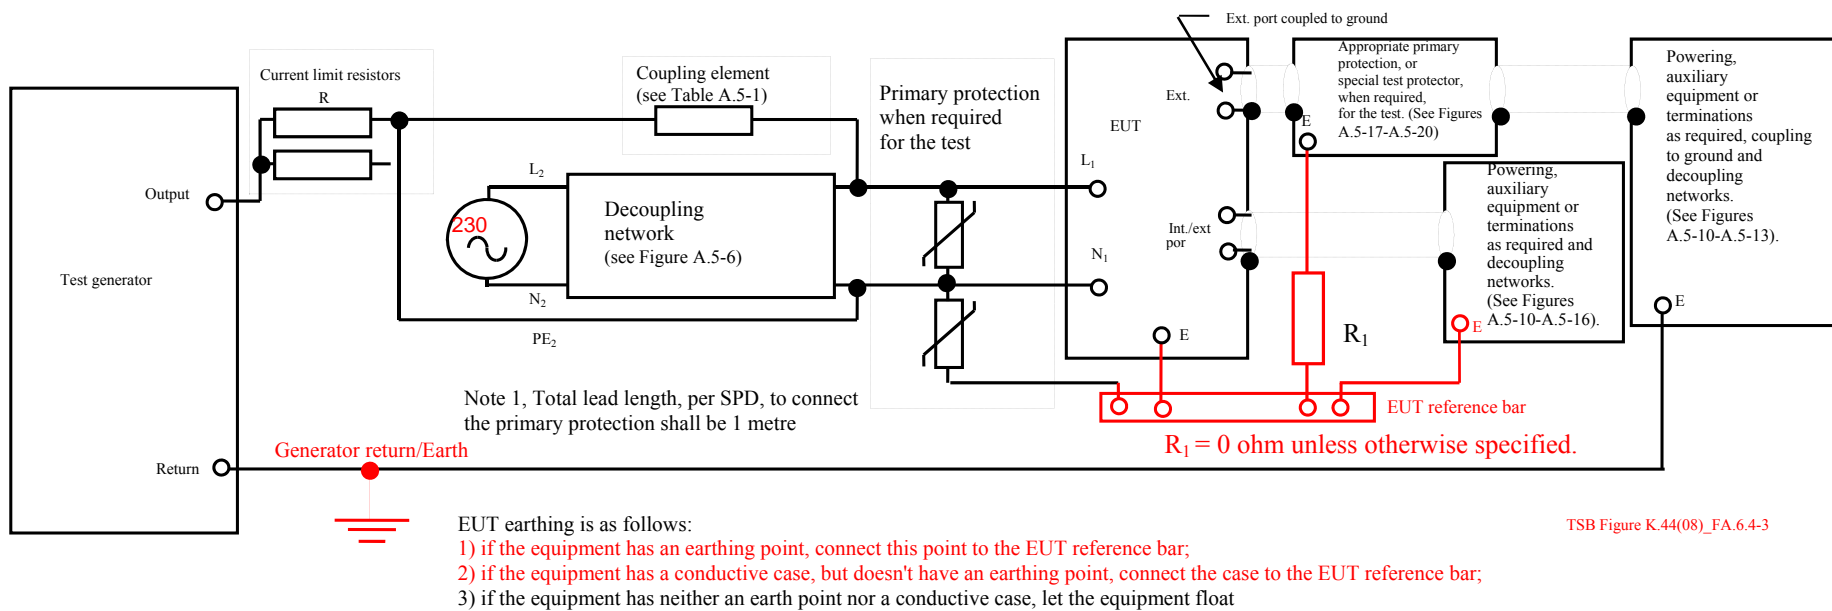 Ext. port coupled to ground
Current limit resistors
R
Coupling element
(see Table A.5-1)
Primary protection
when required
for the test
Appropriate primary
protection, or
special test protector,
when required,
for the test. (See Figures
A.5-17-A.5-20)
Powering,
auxiliary
equipment or
terminations
as required, coupling
to ground and
decoupling
networks.
(See Figures
A.5-10-A.5-13).
Ext.
EUT
E
L1
L2
Output
230
Decoupling
network
(see Figure A.5-6)
Powering,
auxiliary
equipment or
terminations
as required and
decoupling
networks.
(See Figures
A.5-10-A.5-16).
Int./ext
por
N1
Test generator
N2
PE2
E
R1
E
E
Note 1, Total lead length, per SPD, to connect
the primary protection shall be 1 metre
EUT reference bar
R1 = 0 ohm unless otherwise specified.
Generator return/Earth
Return
EUT earthing is as follows:
1) if the equipment has an earthing point, connect this point to the EUT reference bar;
2) if the equipment has a conductive case, but doesn't have an earthing point, connect the case to the EUT reference bar;
3) if the equipment has neither an earth point nor a conductive case, let the equipment float
TSB Figure K.44(08)_FA.6.4-3